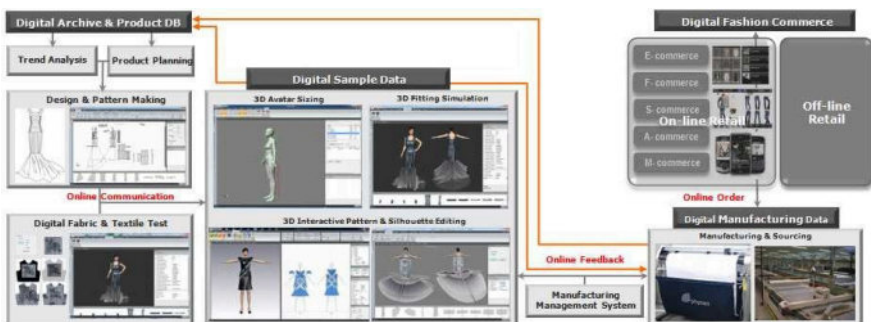 Digital Archive & Product DB
Trend Analysis
Product Planning
Design & Pattern Making
Online Communication
Digital Fabric & Textile Test
Digital Sample Data
3D Avatar Sizing
3D Fitting Simulation
3D Interactive Pattern & Silhouette Editing
Digital Fashion Commerce
E- commerce
F- commerce
S- commerce
A- commerce
M- commerce
On-line Retail
Off-line
Retail
Online Order
Digital Manufacturing Data
Manufacturing & Sourcing
Online Feedback
Manufacturing
Management System